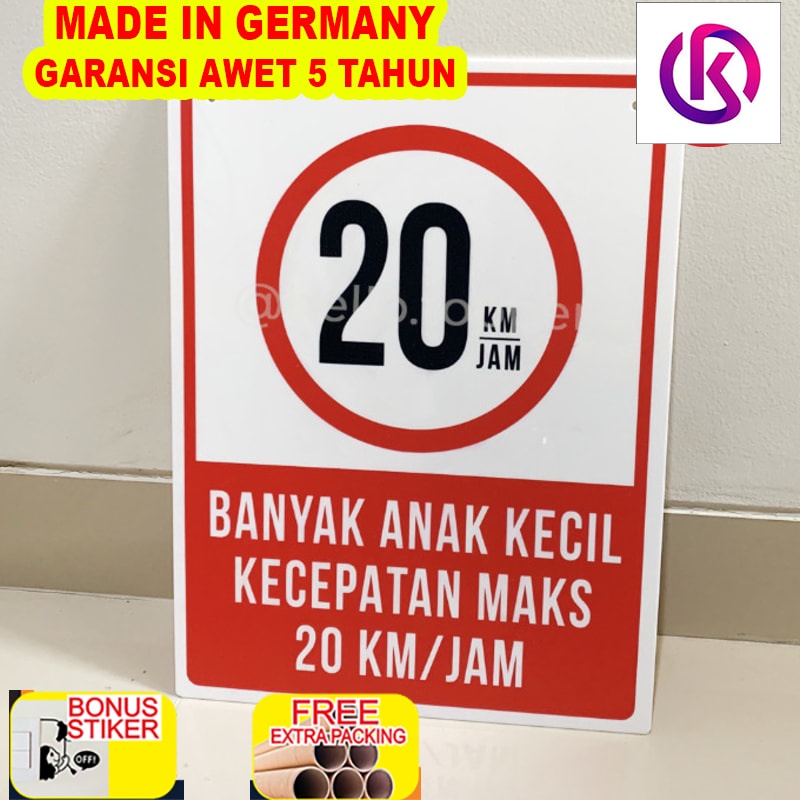 MADE IN GERMANY
GARANSI AWET 5 TAHUN
20 KM
JAM
BANYAK ANAK KECIL
KECEPATAN MAKS
20 KM/JAM
BONUS
STIKER
OFF!
FREE
EXTRA PACKING